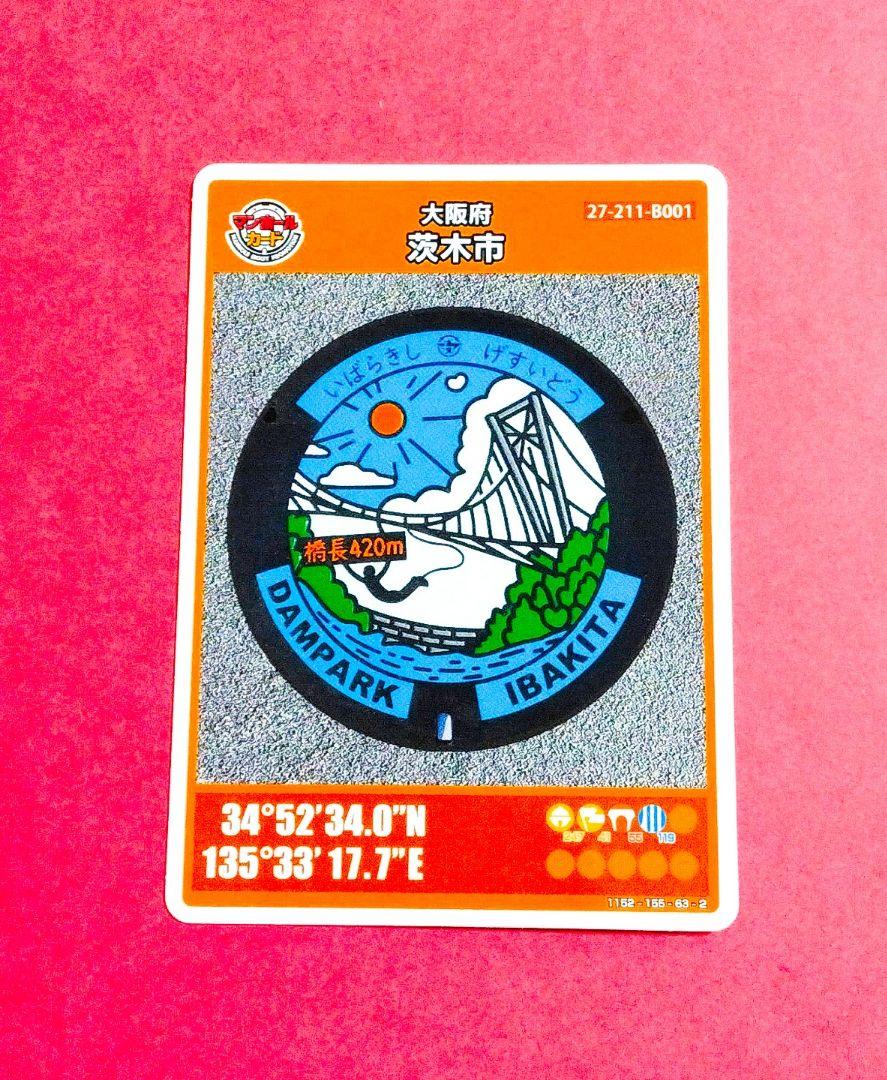 マンホール
カード
大阪府
茨木市
27-211-B001
いばらきし げすいどう
橋長420m
DAMPARK IBAKITA
34°52'34.0"N
135°33'17.7"E
55 119
1152-155-63-2